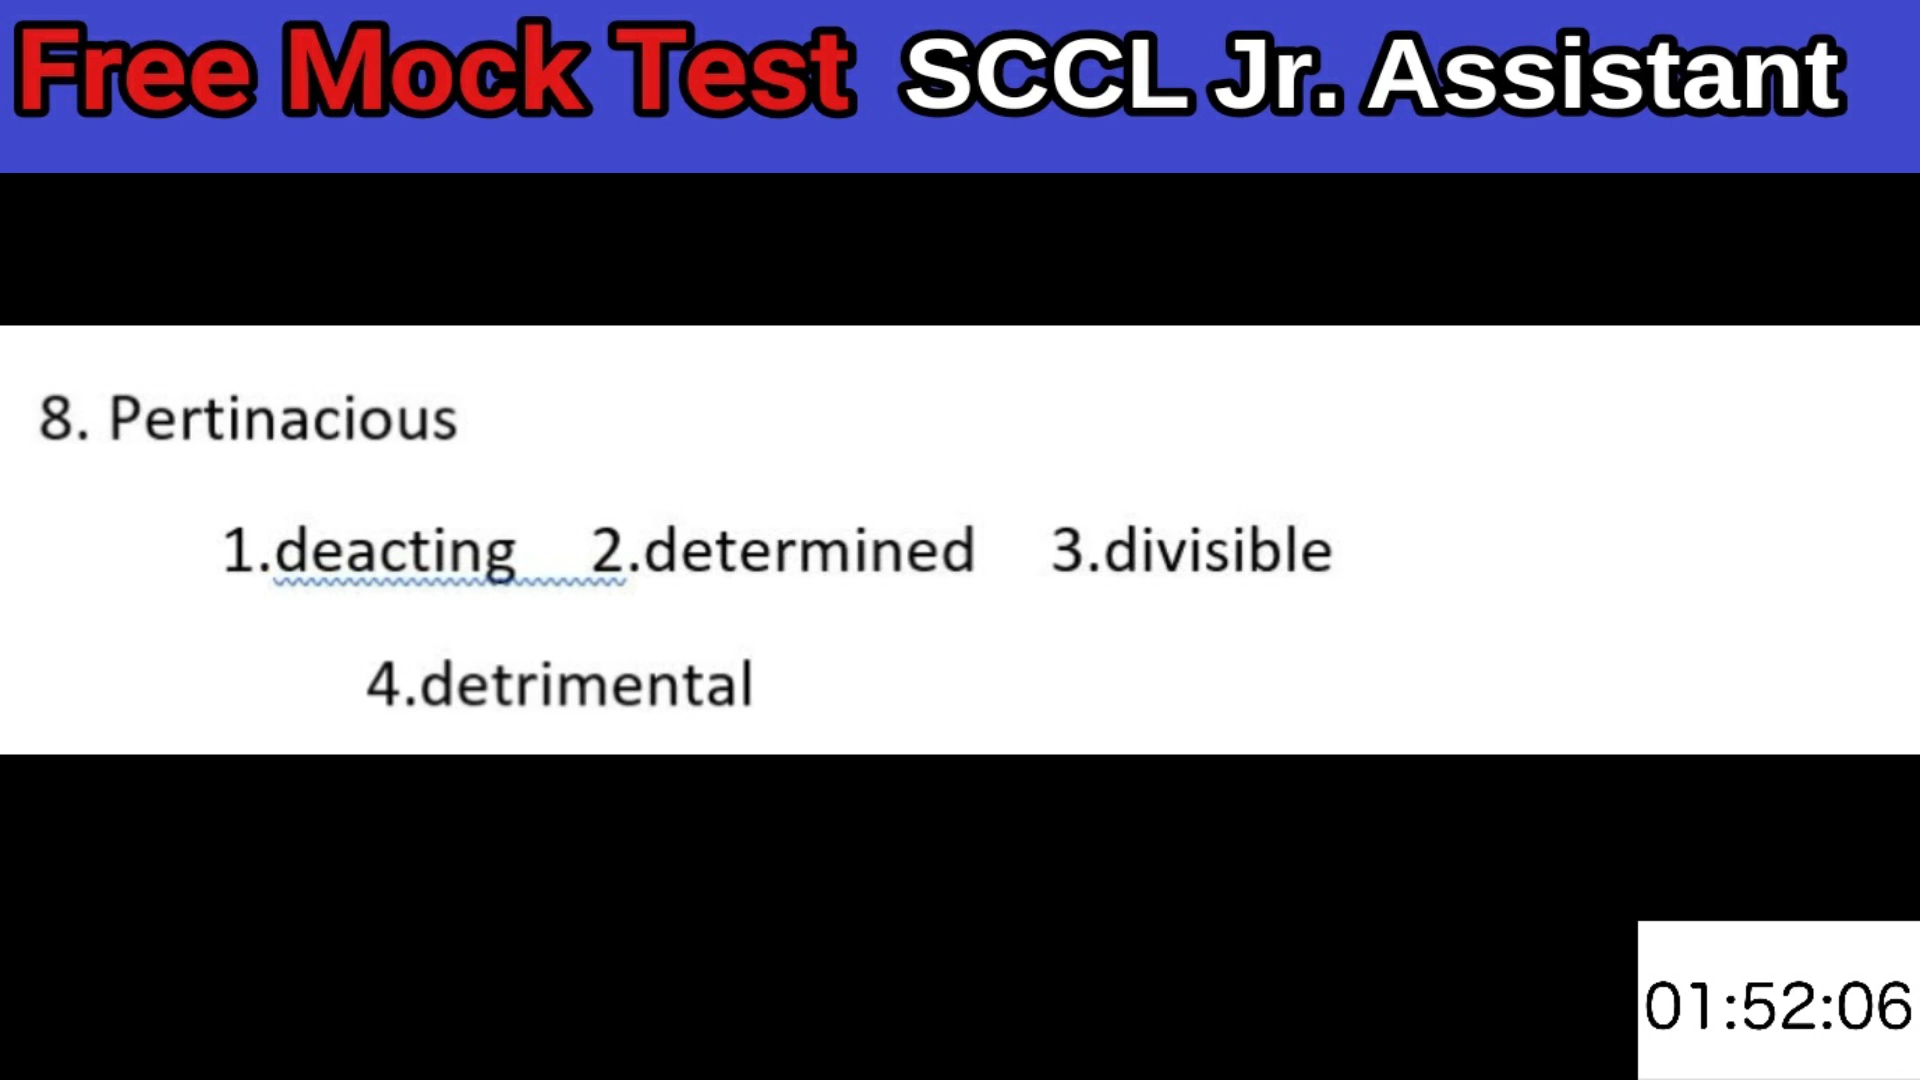 Free Mock Test SCCL Jr. Assistant
8. Pertinacious
1.deacting 2.determined 3.divisible
4.detrimental
01:52:06